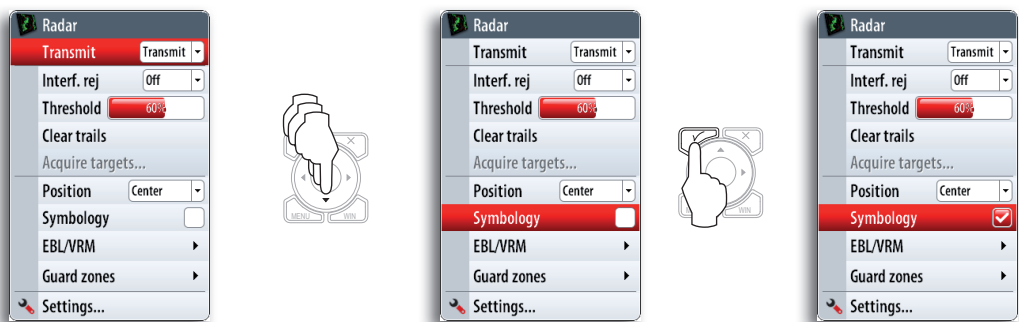 Radar
Transmit Transmit
Interf. rej Off
Threshold 60%
Clear trails
Acquire targets...
Position Center
Symbology
EBL/VRM
Guard zones
Settings...
MENU WIN
Radar
Transmit Transmit
Interf. rej Off
Threshold 60%
Clear trails
Acquire targets...
Position Center
Symbology
EBL/VRM
Guard zones
Settings...
WIN
Radar
Transmit Transmit
Interf. rej Off
Threshold 60%
Clear trails
Acquire targets...
Position Center
Symbology
EBL/VRM
Guard zones
Settings...